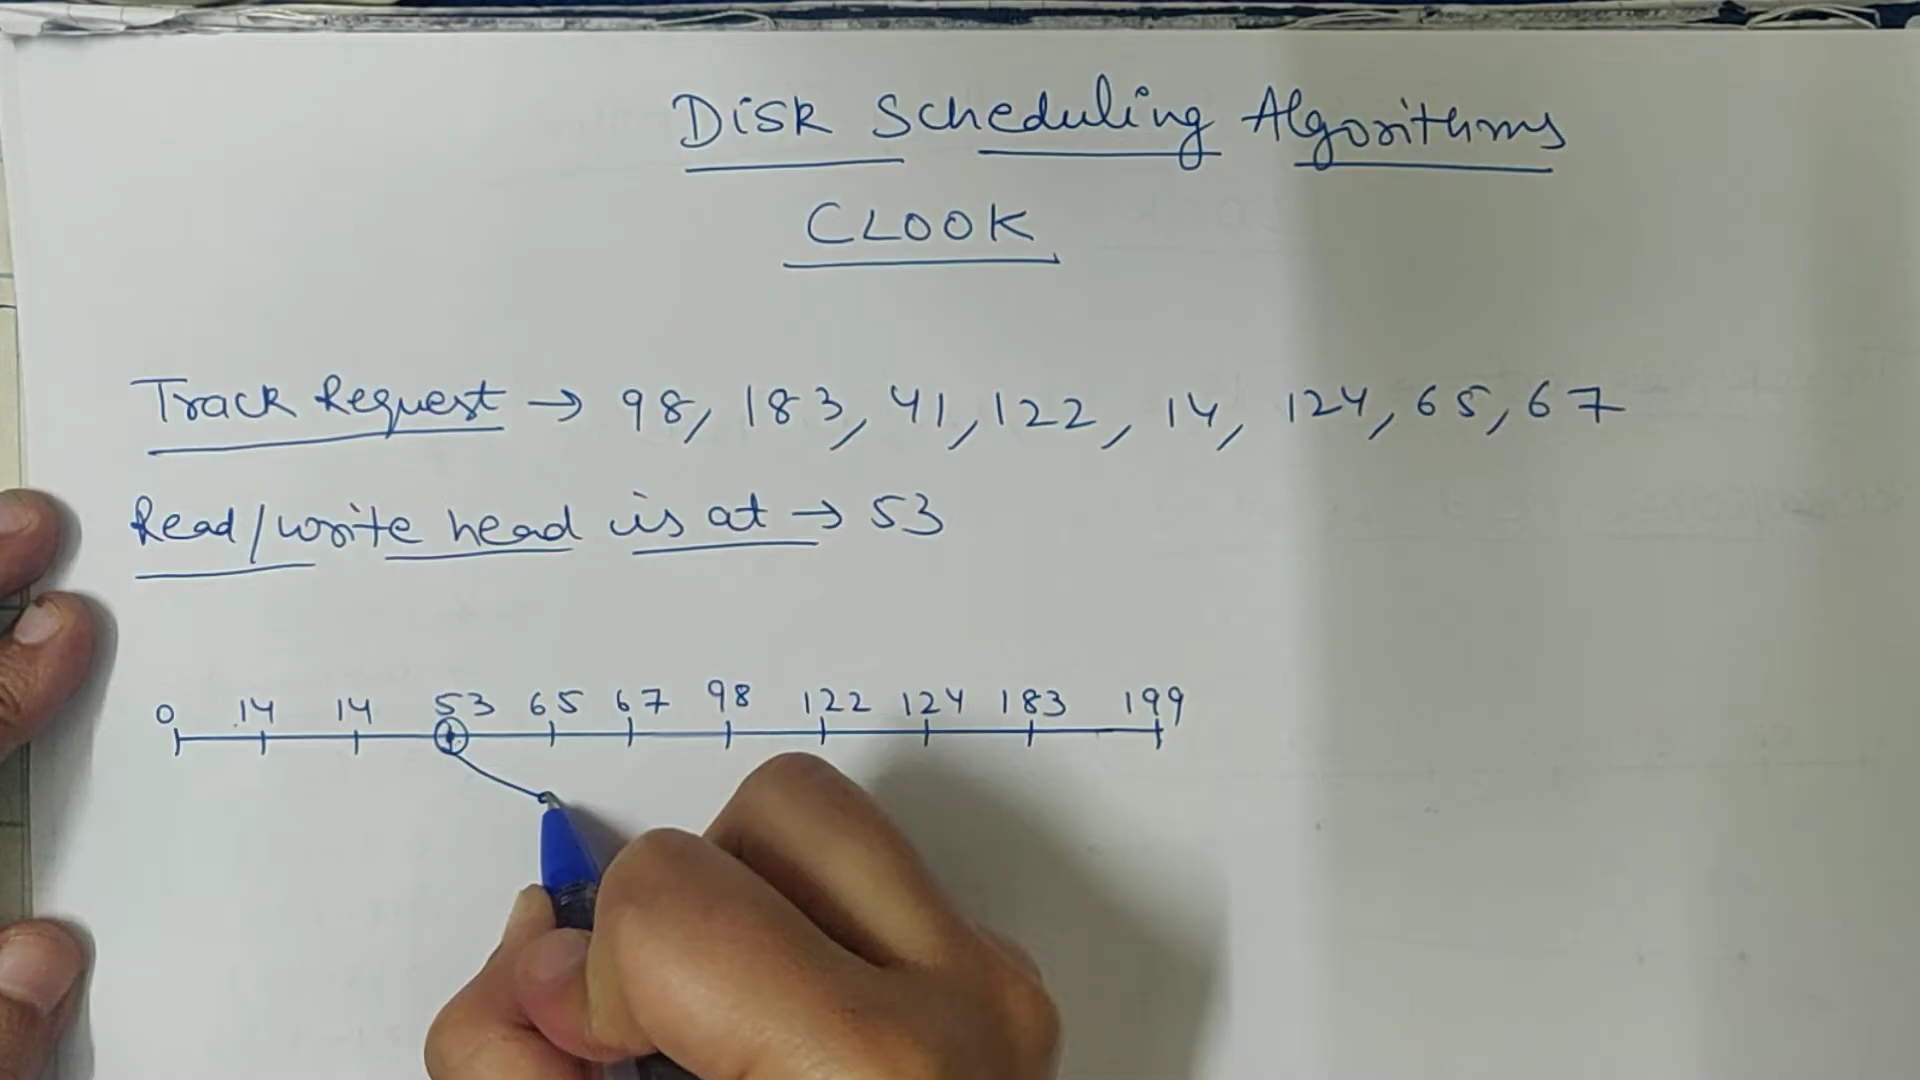 Disk Scheduling Algorithms
CLOOK
Track Request → 98, 183, 41, 122, 14, 124, 65, 67
Read/write head is at → 53
0 14 14 53 65 67 98 122 124 183 199